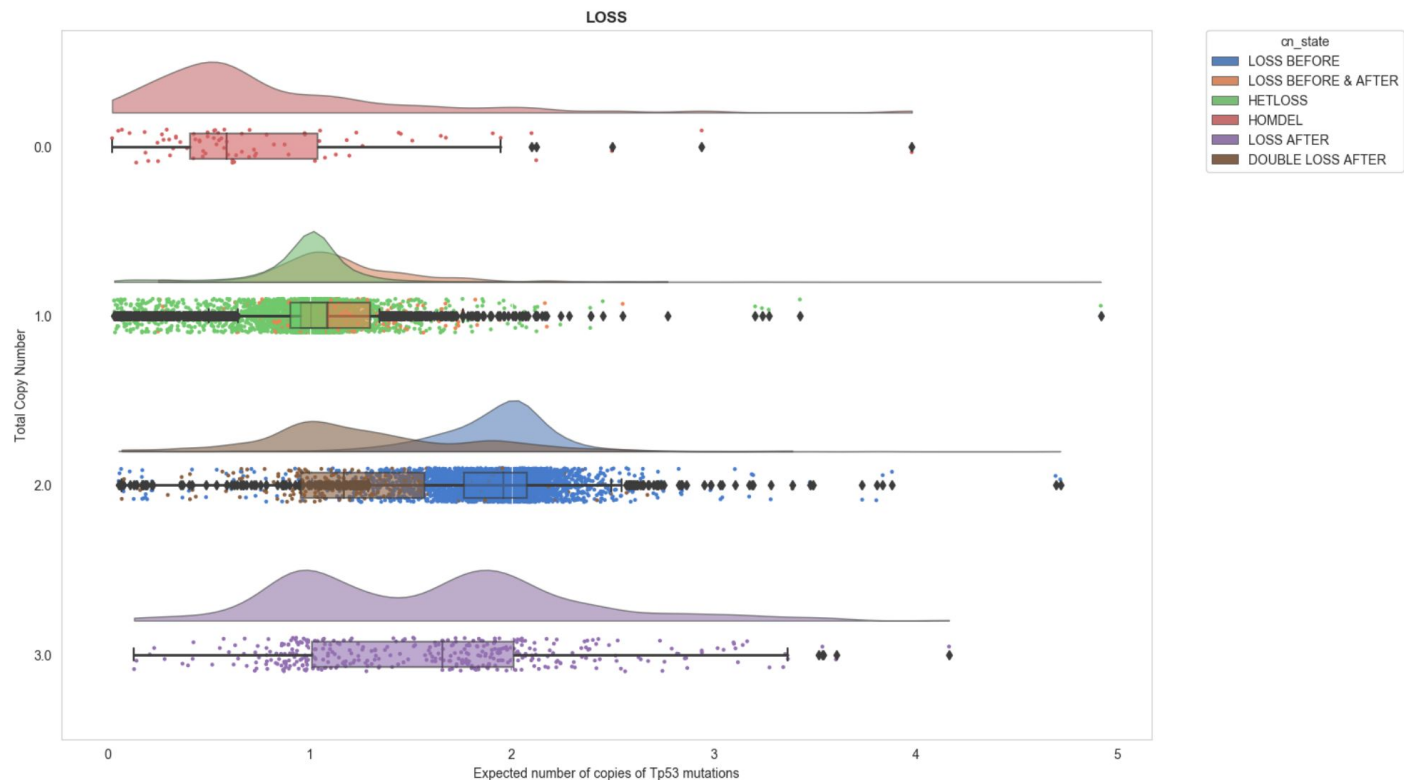 LOSS
cn_state
LOSS BEFORE
LOSS BEFORE & AFTER
HETLOSS
HOMDEL
LOSS AFTER
DOUBLE LOSS AFTER
Total Copy Number
0.0
1.0
2.0
3.0
0 1 2 3 4 5
Expected number of copies of Tp53 mutations